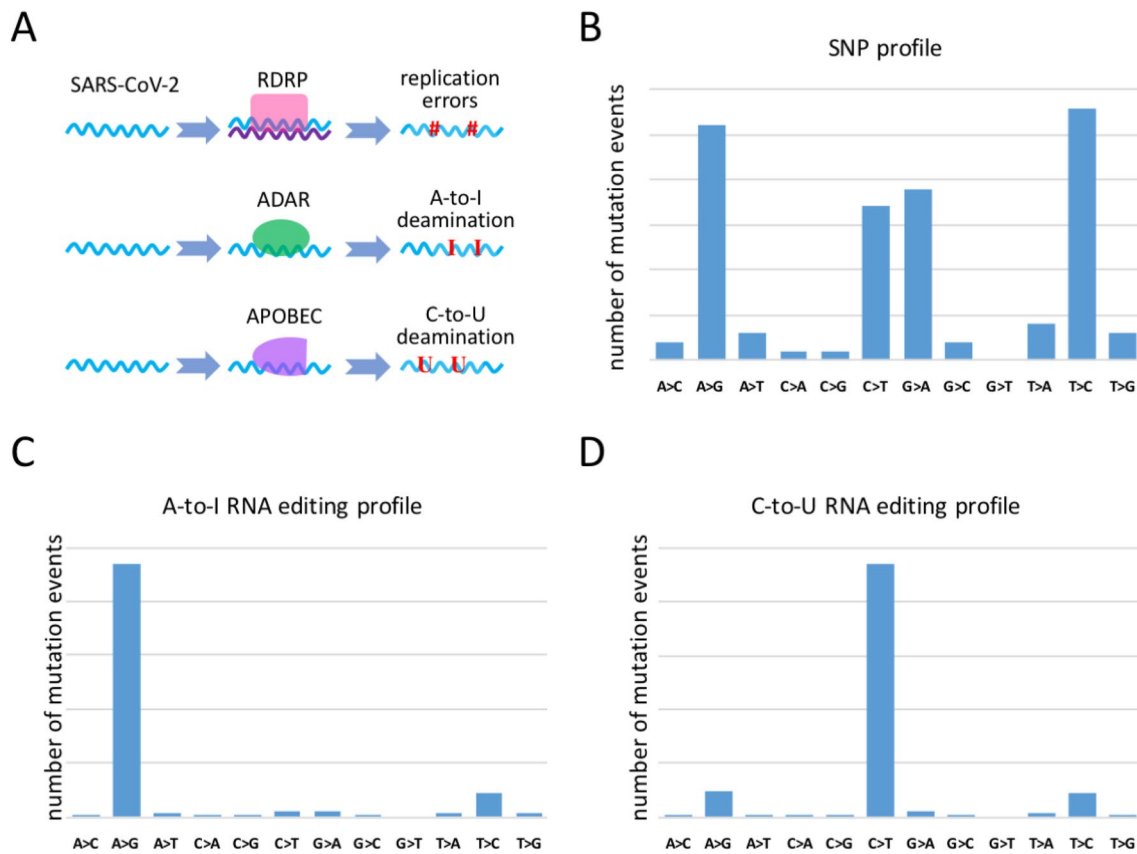 A
SARS-CoV-2
RDRP
replication
errors
# #
ADAR
A-to-I
deamination
I I
APOBEC
C-to-U
deamination
U U
B
SNP profile
number of mutation events
A>C A>G A>T C>A C>G C>T G>A G>C G>T T>A T>C T>G
C
A-to-I RNA editing profile
number of mutation events
A>C A>G A>T C>A C>G C>T G>A G>C G>T T>A T>C T>G
D
C-to-U RNA editing profile
number of mutation events
A>C A>G A>T C>A C>G C>T G>A G>C G>T T>A T>C T>G